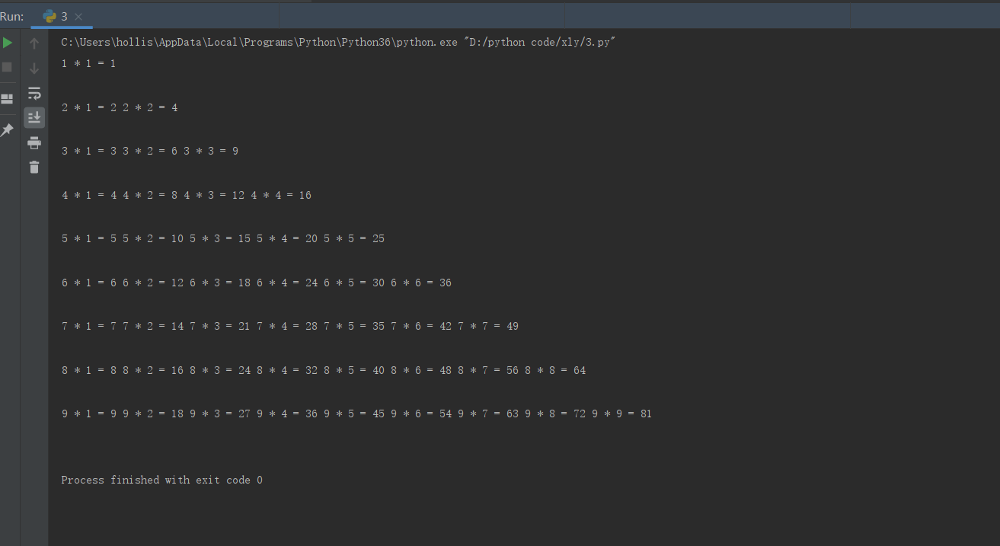 Run: 3
C:\Users\hollis\AppData\Local\Programs\Python\Python36\python.exe "D:/python code/xly/3.py"
1 * 1 = 1
2 * 1 = 2 2 * 2 = 4
3 * 1 = 3 3 * 2 = 6 3 * 3 = 9
4 * 1 = 4 4 * 2 = 8 4 * 3 = 12 4 * 4 = 16
5 * 1 = 5 5 * 2 = 10 5 * 3 = 15 5 * 4 = 20 5 * 5 = 25
6 * 1 = 6 6 * 2 = 12 6 * 3 = 18 6 * 4 = 24 6 * 5 = 30 6 * 6 = 36
7 * 1 = 7 7 * 2 = 14 7 * 3 = 21 7 * 4 = 28 7 * 5 = 35 7 * 6 = 42 7 * 7 = 49
8 * 1 = 8 8 * 2 = 16 8 * 3 = 24 8 * 4 = 32 8 * 5 = 40 8 * 6 = 48 8 * 7 = 56 8 * 8 = 64
9 * 1 = 9 9 * 2 = 18 9 * 3 = 27 9 * 4 = 36 9 * 5 = 45 9 * 6 = 54 9 * 7 = 63 9 * 8 = 72 9 * 9 = 81
Process finished with exit code 0